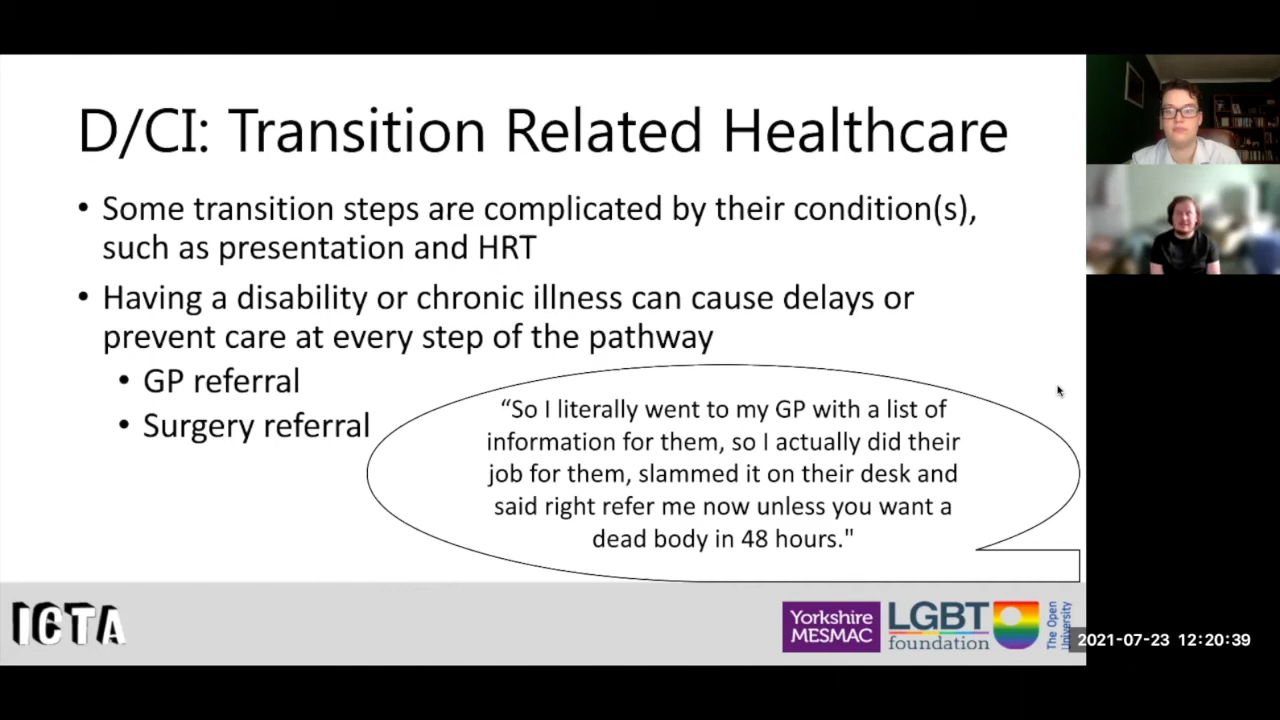 D/CI: Transition Related Healthcare
• Some transition steps are complicated by their condition(s),
such as presentation and HRT
• Having a disability or chronic illness can cause delays or
prevent care at every step of the pathway
• GP referral
• Surgery referral
“So I literally went to my GP with a list of
information for them, so I actually did their
job for them, slammed it on their desk and
said right refer me now unless you want a
dead body in 48 hours."
ICTA
Yorkshire
MESMAC
LGBT
foundation
The Open
University
2021-07-23 12:20:39